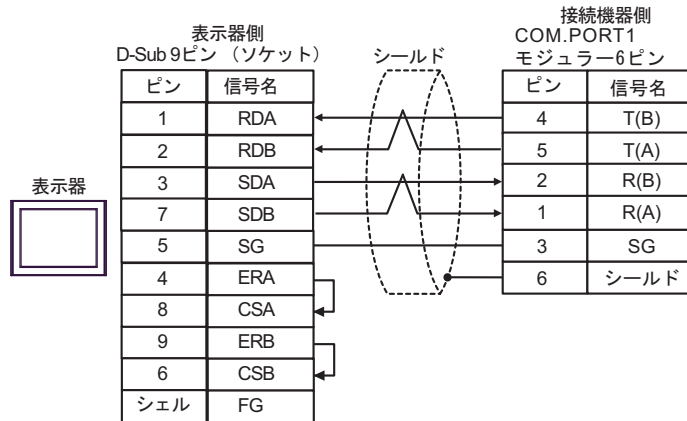 表示器側
D-Sub 9ピン （ソケット）
シールド
接続機器側
COM.PORT1
モジュラー6ピン
ピン 信号名
ピン 信号名
1 RDA
4 T(B)
2 RDB
5 T(A)
表示器
3 SDA
2 R(B)
7 SDB
1 R(A)
5 SG
3 SG
4 ERA
6 シールド
8 CSA
9 ERB
6 CSB
シェル FG